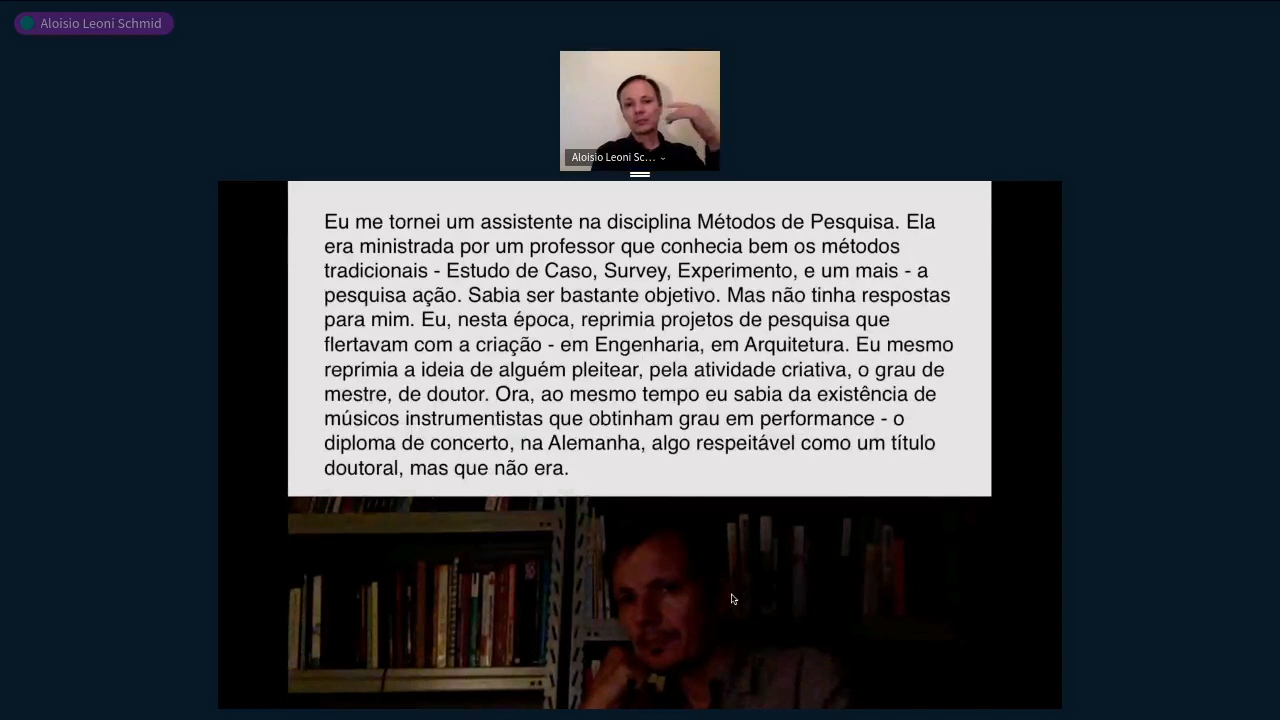 Aloisio Leoni Schmid
Aloisio Leoni Sc...
Eu me tornei um assistente na disciplina Métodos de Pesquisa. Ela
era ministrada por um professor que conhecia bem os métodos
tradicionais - Estudo de Caso, Survey, Experimento, e um mais - a
pesquisa ação. Sabia ser bastante objetivo. Mas não tinha respostas
para mim. Eu, nesta época, reprimia projetos de pesquisa que
flertavam com a criação - em Engenharia, em Arquitetura. Eu mesmo
reprimia a ideia de alguém pleitear, pela atividade criativa, o grau de
mestre, de doutor. Ora, ao mesmo tempo eu sabia da existência de
músicos instrumentistas que obtinham grau em performance - o
diploma de concerto, na Alemanha, algo respeitável como um título
doutoral, mas que não era.